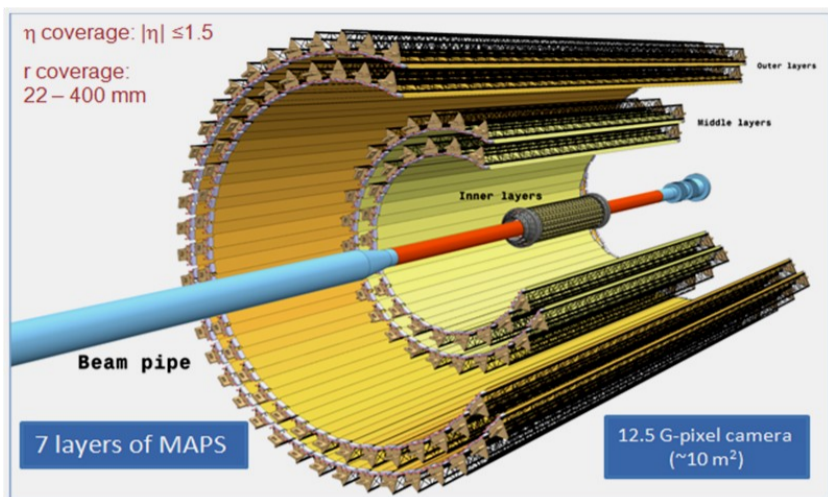 η coverage: |η| ≤1.5
r coverage:
22 – 400 mm
Outer layers
Middle layers
Inner layers
Beam pipe
7 layers of MAPS
12.5 G-pixel camera
(~10 m²)